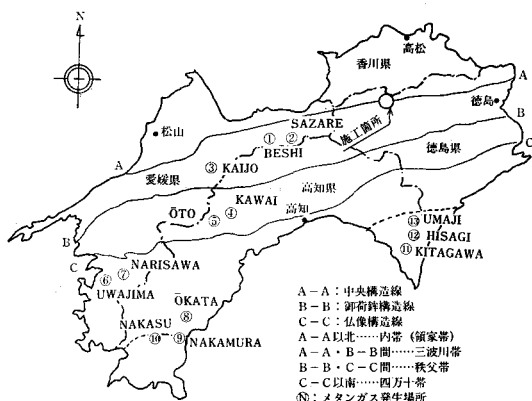 N
高松
香川県
A
徳島
B
C
松山
SAZARE
① ②
BESHI
施工箇所
徳島県
A
③ KAIJO
愛媛県
KAWAI
高知県
ŌTO
④
⑤
高知
⑬ UMAJI
⑫ HISAGI
⑪ KITAGAWA
B
C
NARISAWA
⑥ ⑦
UWAJIMA
ŌKATA
⑧
NAKASU
⑩ ⑨ NAKAMURA
A-A:中央構造線
B-B:御荷鉾構造線
C-C:仏像構造線
A-A以北……内帯(領家帯)
A-A・B-B間……三波川帯
B-B・C-C間……秩父帯
C-C以南……四万十帯
Ⓝ:メタンガス発生場所